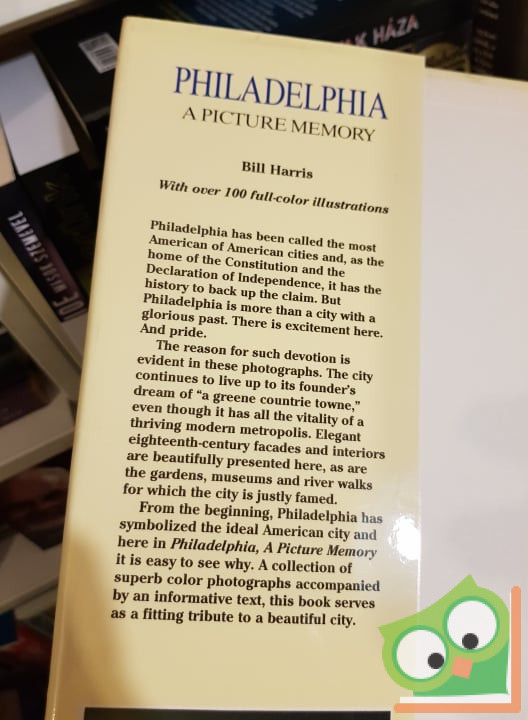 K HÁZA
PHILADELPHIA
A PICTURE MEMORY
Bill Harris
With over 100 full-color illustrations
Philadelphia has been called the most
American of American cities and, as the
home of the Constitution and the
Declaration of Independence, it has the
history to back up the claim. But
Philadelphia is more than a city with a
glorious past. There is excitement here.
And pride.
The reason for such devotion is
evident in these photographs. The city
continues to live up to its founder's
dream of “a greene countrie towne,”
even though it has all the vitality of a
thriving modern metropolis. Elegant
eighteenth-century facades and interiors
are beautifully presented here, as are
the gardens, museums and river walks
for which the city is justly famed.
From the beginning, Philadelphia has
symbolized the ideal American city and
here in Philadelphia, A Picture Memory
it is easy to see why. A collection of
superb color photographs accompanied
by an informative text, this book serves
as a fitting tribute to a beautiful city.